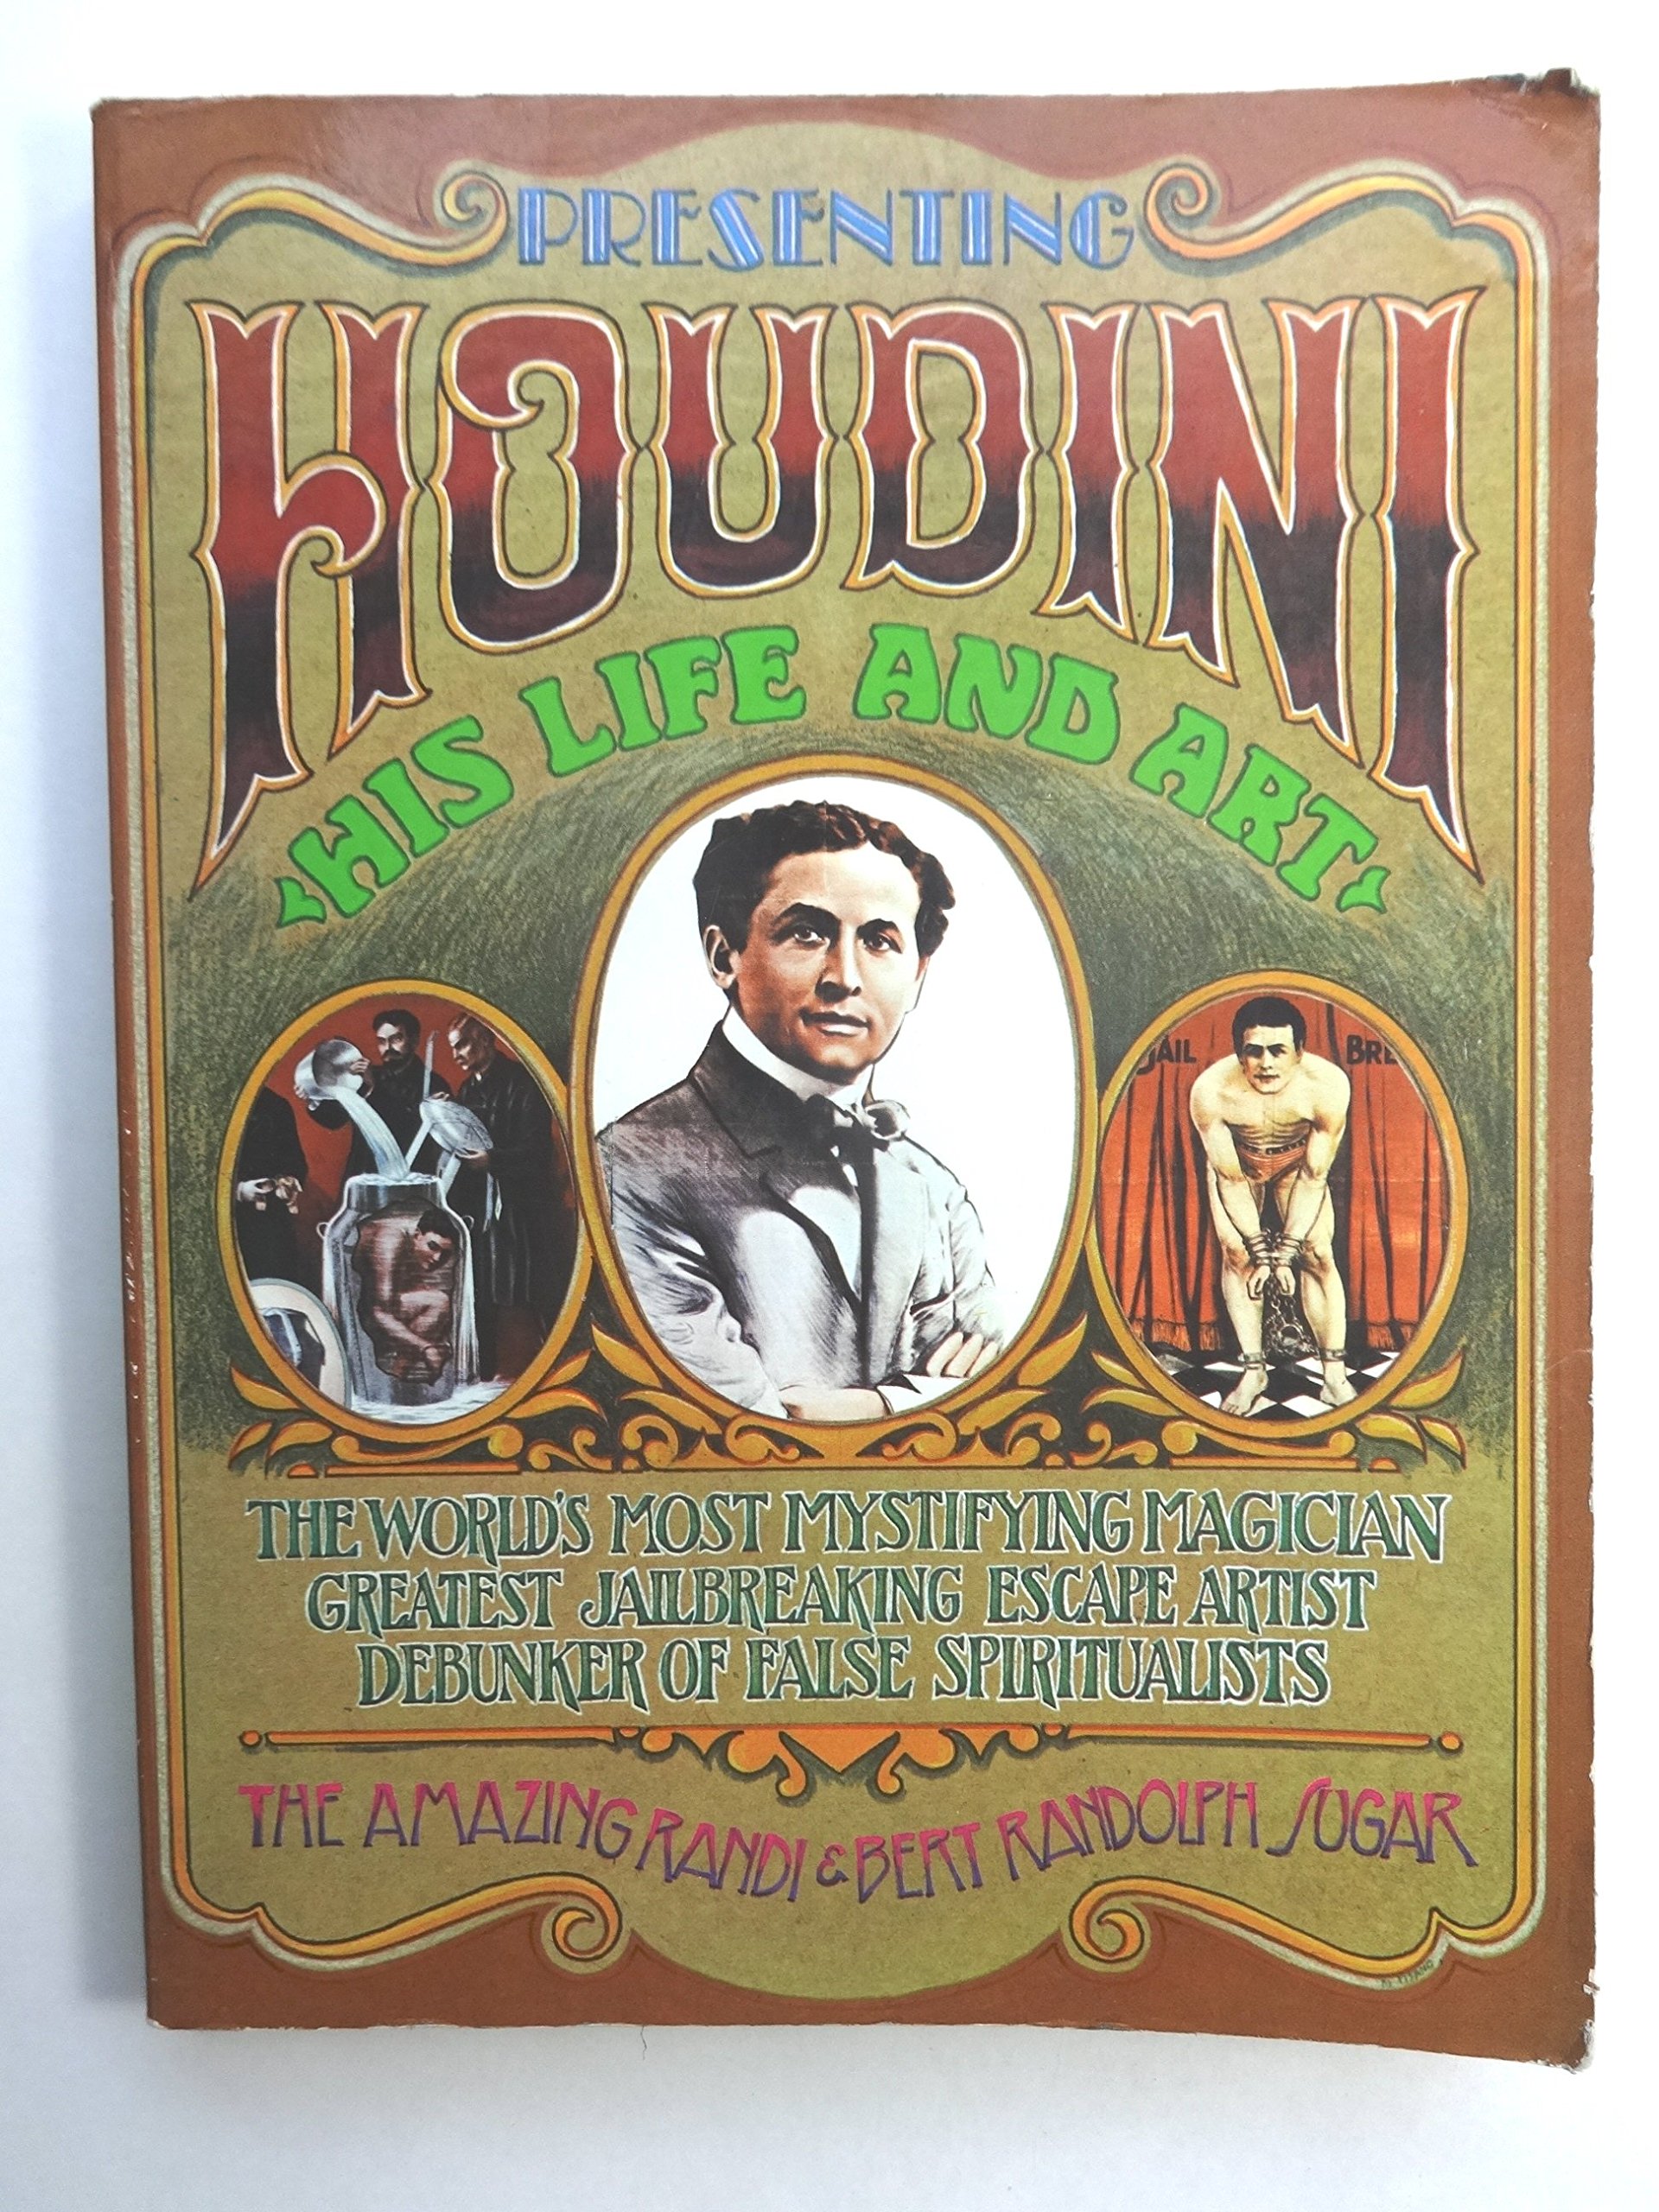 PRESENTING
HOUDINI
HIS LIFE AND ART
JAIL BRE
THE WORLD'S MOST MYSTIFYING MAGICIAN
GREATEST JAILBREAKING ESCAPE ARTIST
DEBUNKER OF FALSE SPIRITUALISTS
THE AMAZING RANDI & BERT RANDOLPH SUGAR